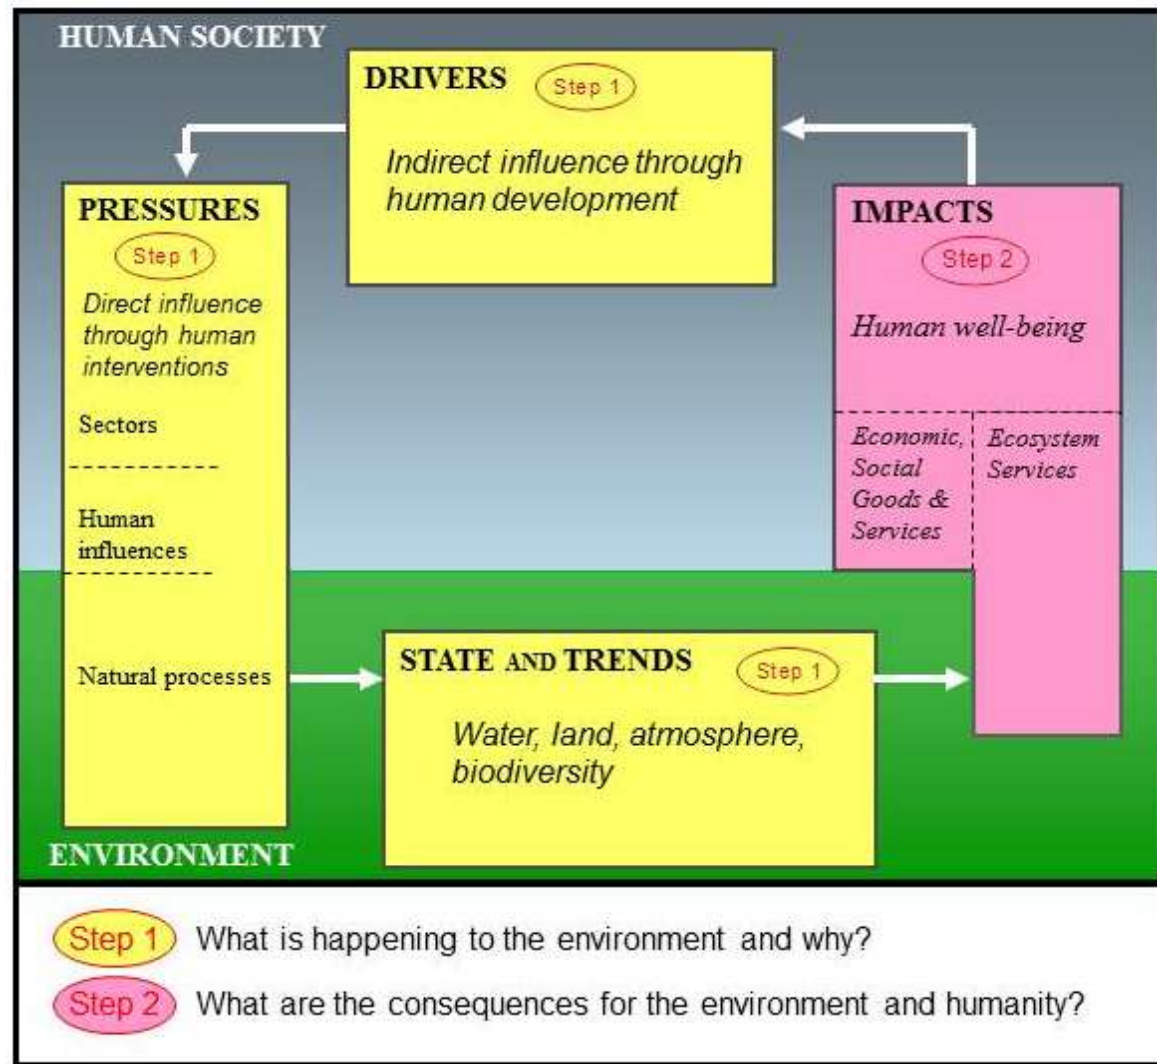 HUMAN SOCIETY
DRIVERS
Step 1
Indirect influence through
human development
PRESSURES
Step 1
Direct influence
through human
interventions
Sectors
Human
influences
Natural processes
IMPACTS
Step 2
Human well-being
Economic,
Social
Goods &
Services
Ecosystem
Services
STATE AND TRENDS
Step 1
Water, land, atmosphere,
biodiversity
ENVIRONMENT
Step 1 What is happening to the environment and why?
Step 2 What are the consequences for the environment and humanity?